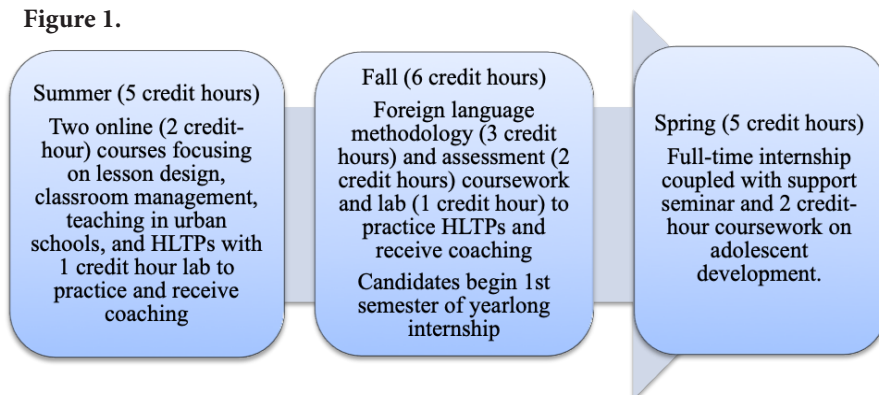 Figure 1.
Summer (5 credit hours)
Two online (2 credit-
hour) courses focusing
on lesson design,
classroom management,
teaching in urban
schools, and HLTPs with
1 credit hour lab to
practice and receive
coaching
Fall (6 credit hours)
Foreign language
methodology (3 credit
hours) and assessment (2
credit hours) coursework
and lab (1 credit hour) to
practice HLTPs and
receive coaching
Candidates begin 1st
semester of yearlong
internship
Spring (5 credit hours)
Full-time internship
coupled with support
seminar and 2 credit-
hour coursework on
adolescent
development.